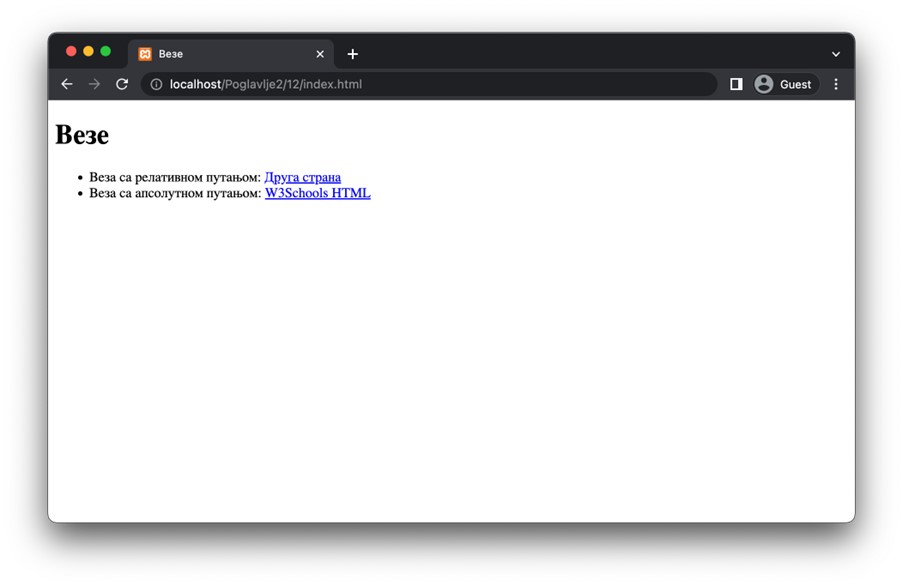 Везе
localhost/Poglavlje2/12/index.html
Guest
Везе
Веза са релативном путањом: Друга страна
Веза са апсолутном путањом: W3Schools HTML